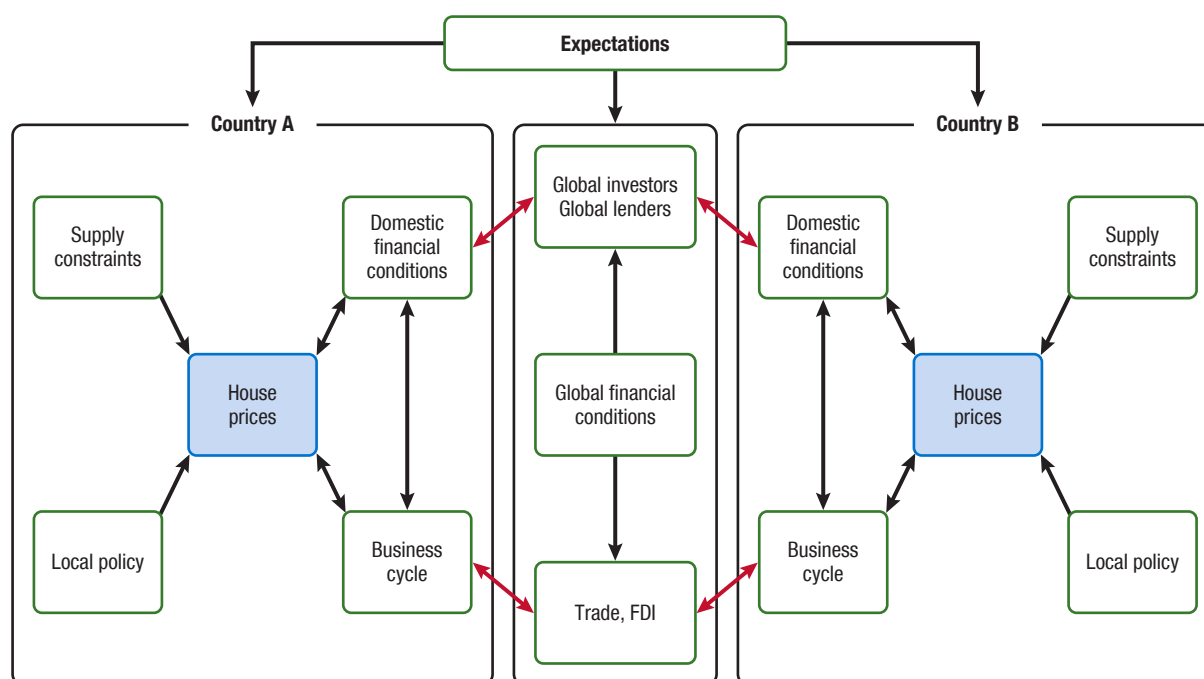 Expectations
Country A
Supply
constraints
Domestic
financial
conditions
House
prices
Local policy
Business
cycle
Global investors
Global lenders
Global financial
conditions
Trade, FDI
Country B
Domestic
financial
conditions
Supply
constraints
House
prices
Business
cycle
Local policy